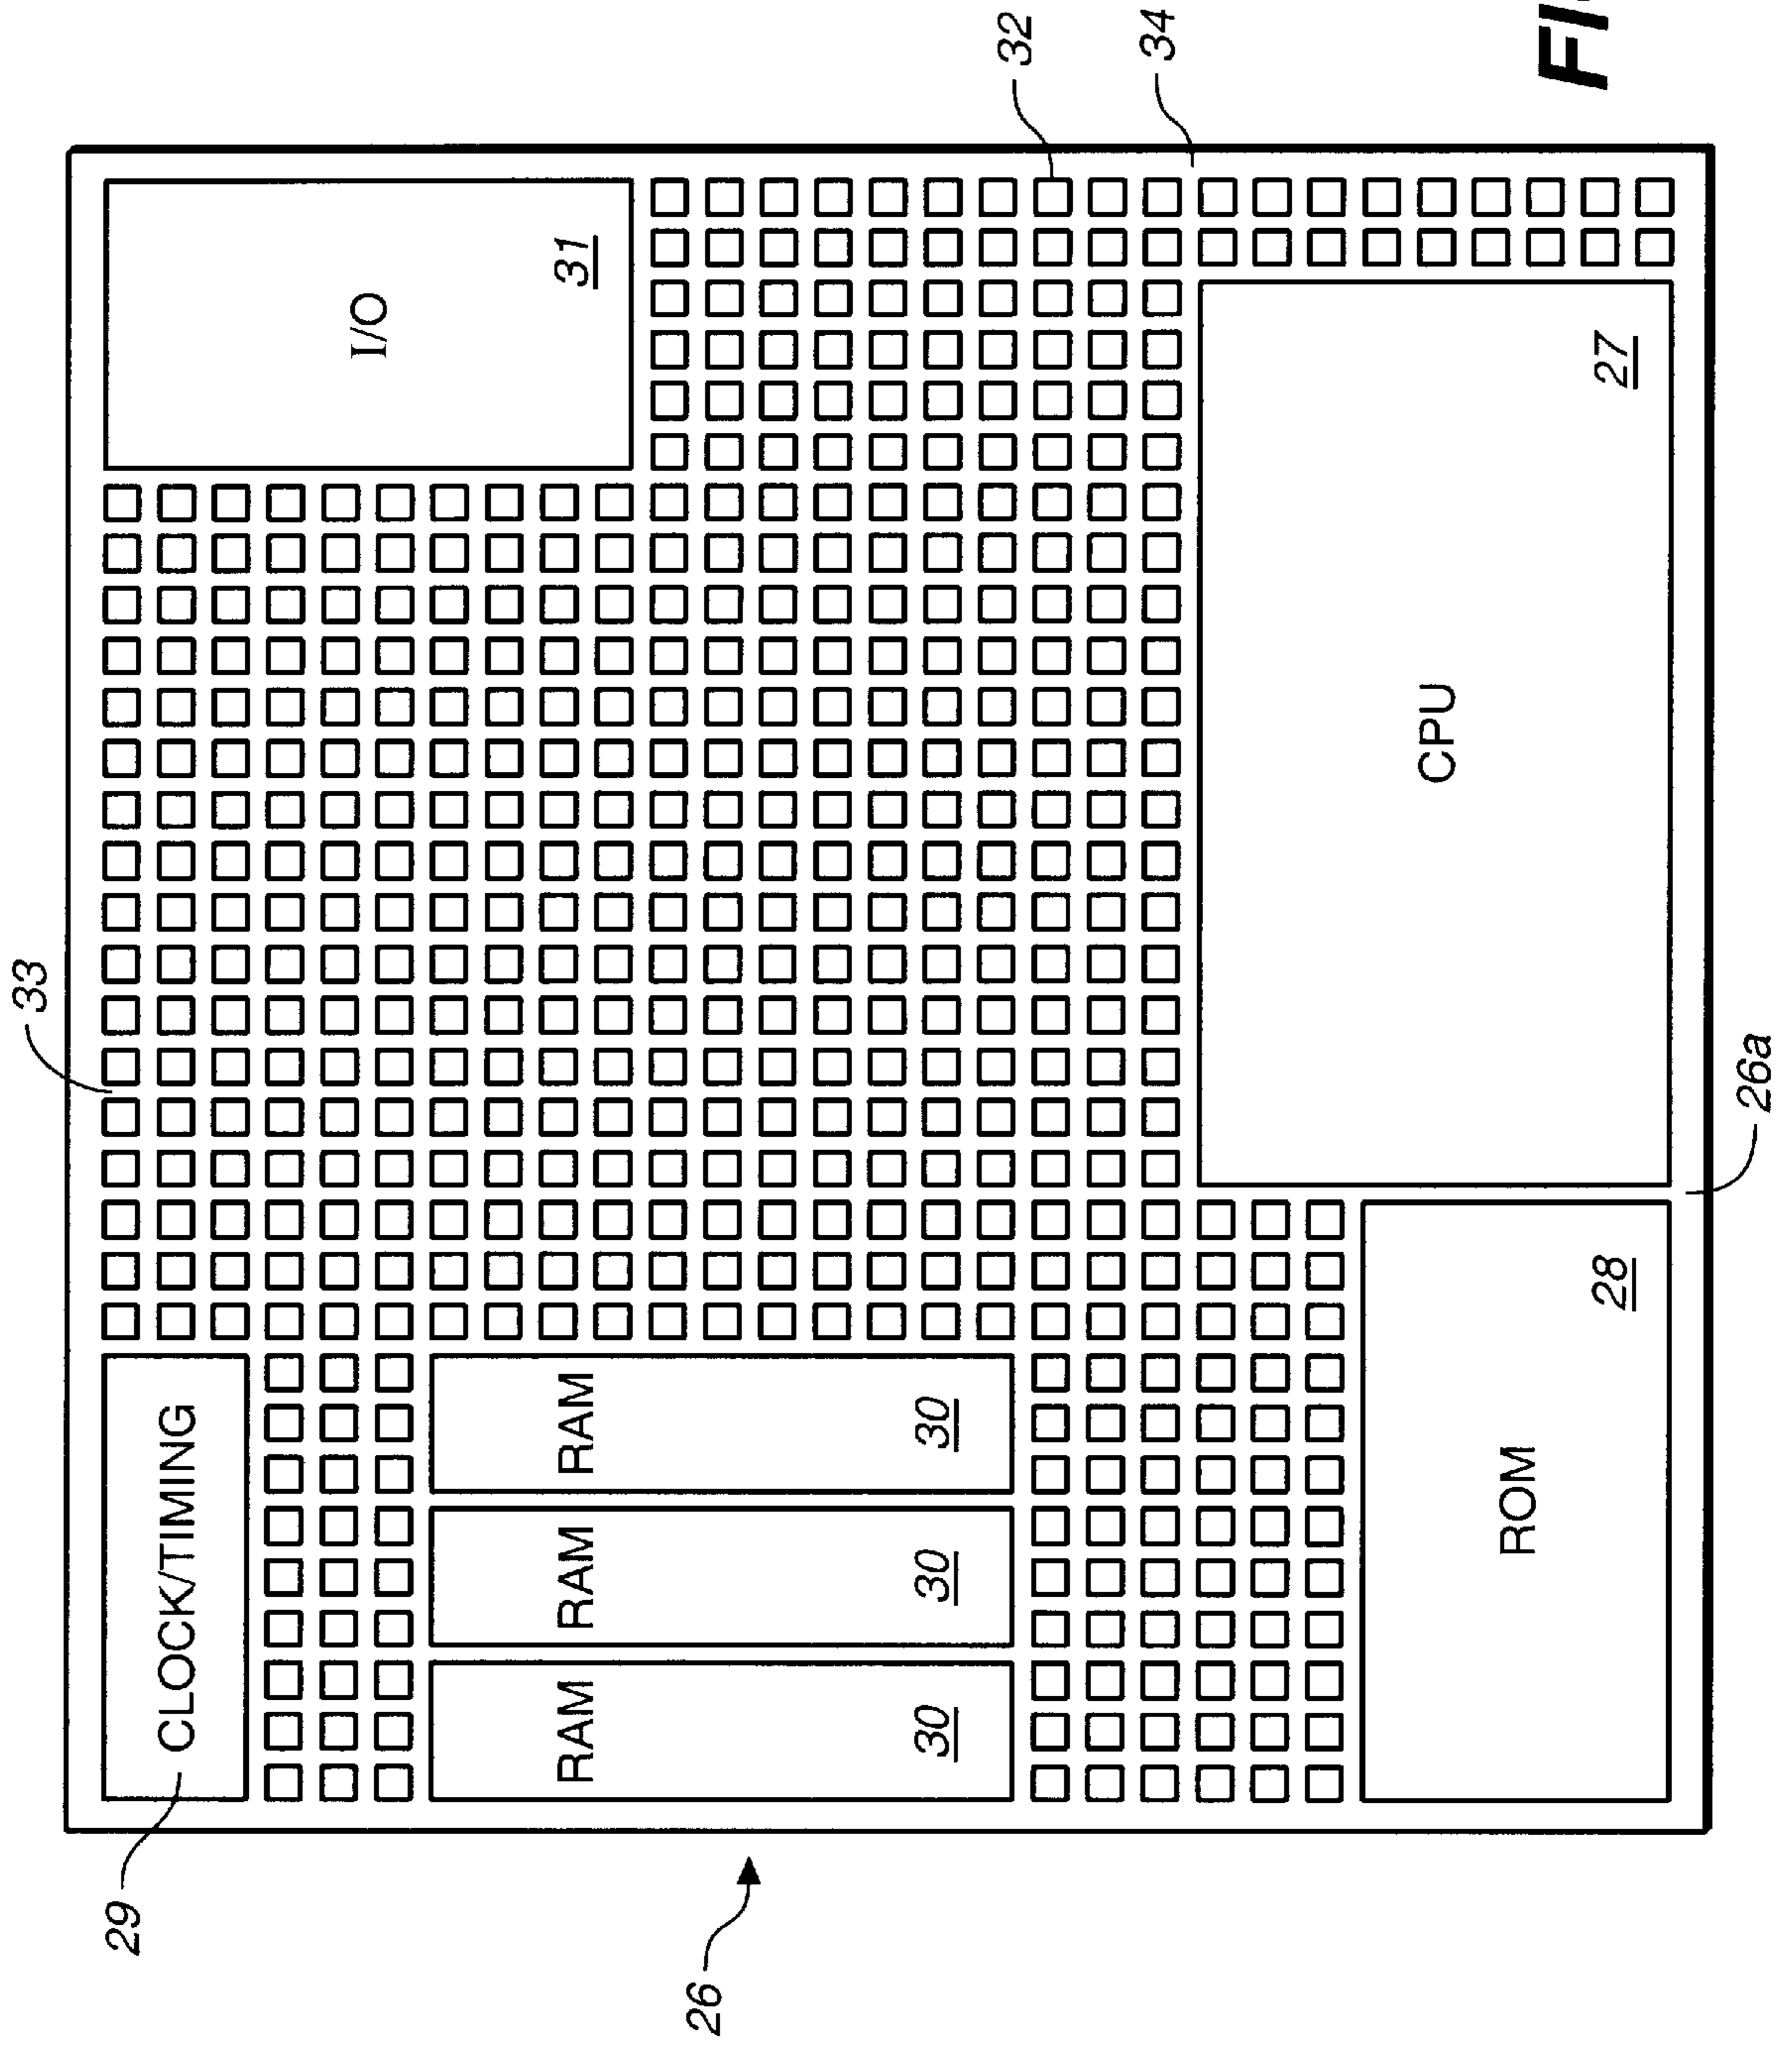 33
29
CLOCK/TIMING
I/O
RAM
RAM
RAM
31
26
30
30
30
32
34
CPU
ROM
FI
28
27
26a